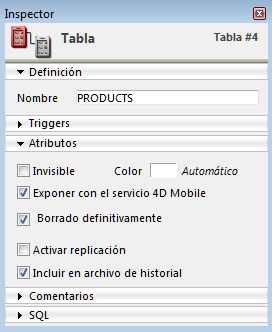 Inspector
Tabla Tabla #4
Definición
Nombre PRODUCTS
Triggers
Atributos
Invisible Color Automático
Exponer con el servicio 4D Mobile
Borrado definitivamente
Activar replicación
Incluir en archivo de historial
Comentarios
SQL